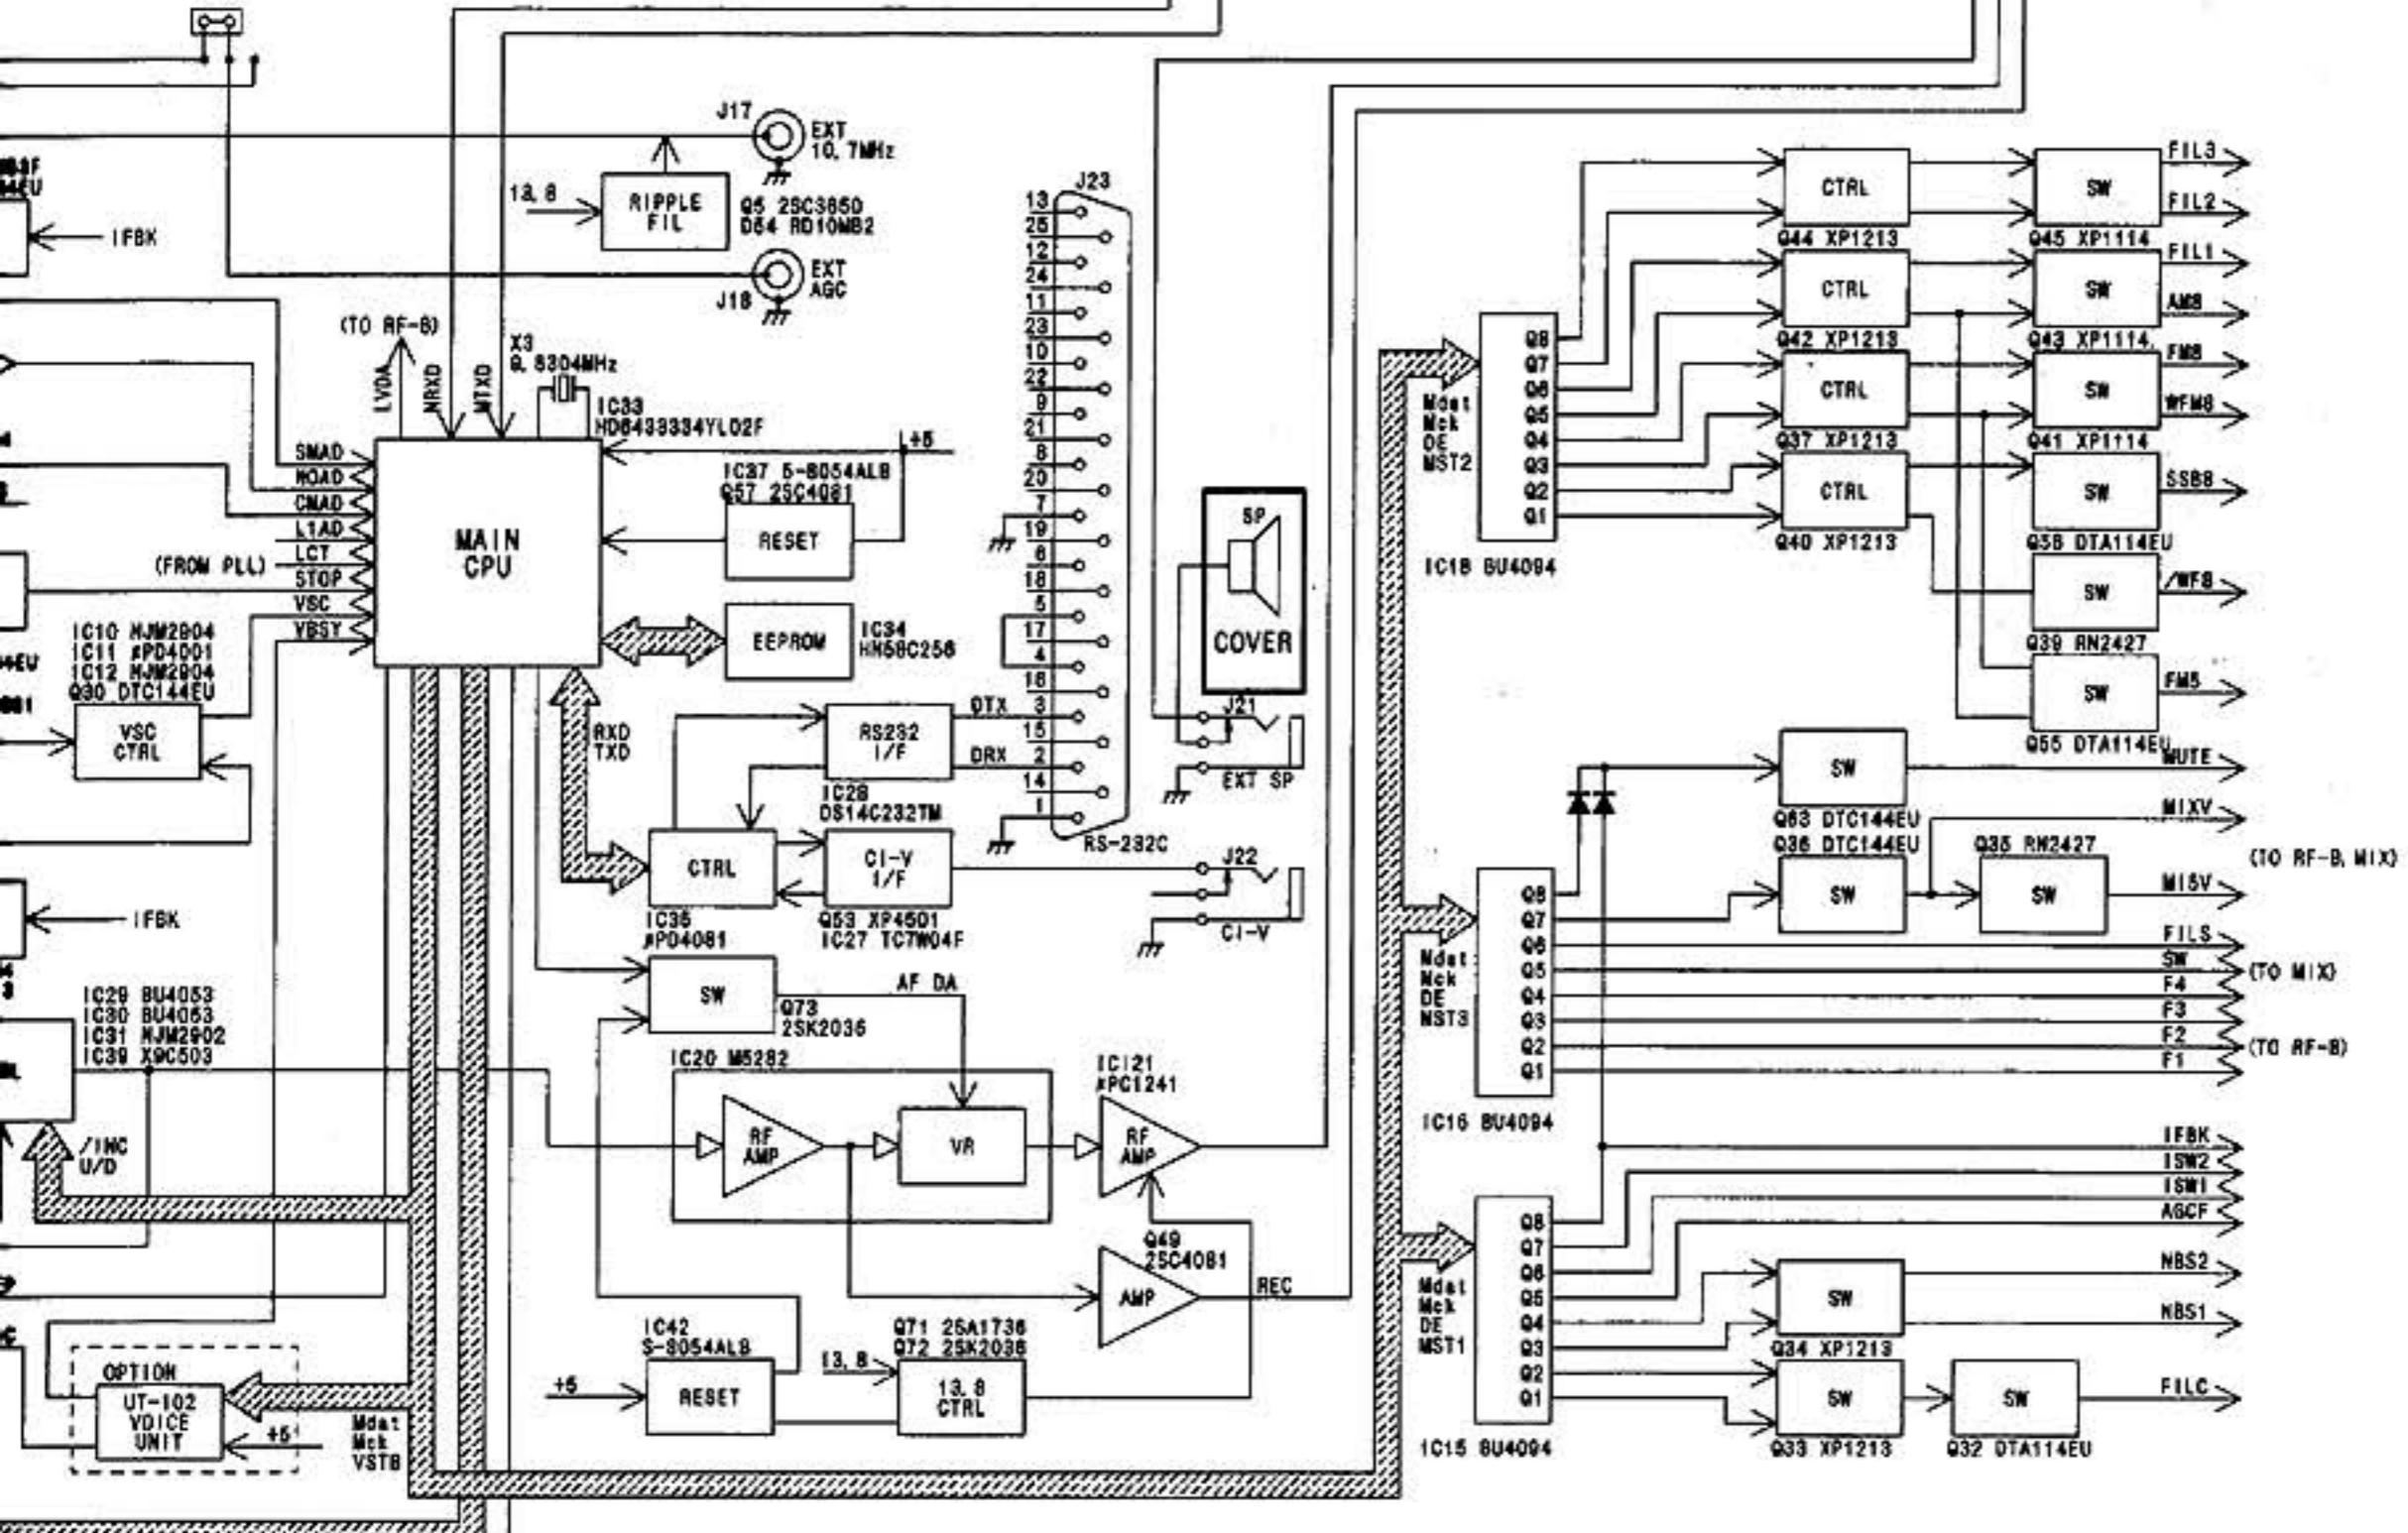 J17
EXT
10.7MHz
13.8
RIPPLE
FIL
Q5 2SC3650
D54 RD10MB2
IFBK
EXT
AGC
J18
(TO RF-B)
LVDA
NRXD
MTXD
X3
9.8304MHz
IC33
HD6433334YL02F
+5
SMAD
NOAD
CMAD
L1AD
LCT
(FROM PLL)
STOP
VSC
VBSY
MAIN
CPU
IC37 S-8054ALB
Q57 2SC4081
RESET
EEPROM
IC34
HN58C256
IC10 NJM2904
IC11 µPD4001
IC12 NJM2904
Q30 DTC144EU
VSC
CTRL
RXD
TXD
RS232
I/F
DTX
DRX
IC28
DS14C232TM
CTRL
IC35
µPD4081
CI-V
I/F
Q53 XP4501
IC27 TC7W04F
J23
13
25
12
24
11
23
10
22
9
21
8
20
7
19
6
18
5
17
4
16
3
15
2
14
1
RS-232C
SP
COVER
J21
EXT SP
J22
CI-V
IFBK
SW
AF DA
Q73
2SK2036
IC29 BU4053
IC30 BU4053
IC31 NJM2902
IC39 X9C503
/INC
U/D
IC20 M5282
RF
AMP
VR
IC121
µPC1241
RF
AMP
Q49
2SC4081
AMP
REC
IC42
S-8054ALB
+5
RESET
Q71 2SA1736
Q72 2SK2036
13.8
13.8
CTRL
OPTION
UT-102
VOICE
UNIT
+5
Mdat
Mck
VSTB
Mdat
Mck
DE
MST2
Q8
Q7
Q6
Q5
Q4
Q3
Q2
Q1
IC18 BU4094
CTRL
Q44 XP1213
CTRL
Q42 XP1213
CTRL
Q37 XP1213
CTRL
Q40 XP1213
SW
Q45 XP1114
SW
Q43 XP1114
SW
Q41 XP1114
SW
Q58 DTA114EU
SW
Q39 RN2427
SW
Q55 DTA114EU
FIL3
FIL2
FIL1
AM8
FM8
WFM8
SSB8
/WF8
FM5
MUTE
MIXV
MI5V
(TO RF-B, MIX)
SW
Q63 DTC144EU
Q36 DTC144EU
SW
Q35 RN2427
SW
Mdat
Mck
DE
MST3
Q8
Q7
Q6
Q5
Q4
Q3
Q2
Q1
IC16 BU4094
FILS
SW
(TO MIX)
F4
F3
F2
(TO RF-B)
F1
IFBK
ISW2
ISW1
AGCF
NBS2
NBS1
FILC
Mdat
Mck
DE
MST1
Q8
Q7
Q6
Q5
Q4
Q3
Q2
Q1
IC15 BU4094
SW
Q34 XP1213
SW
Q33 XP1213
SW
Q32 DTA114EU